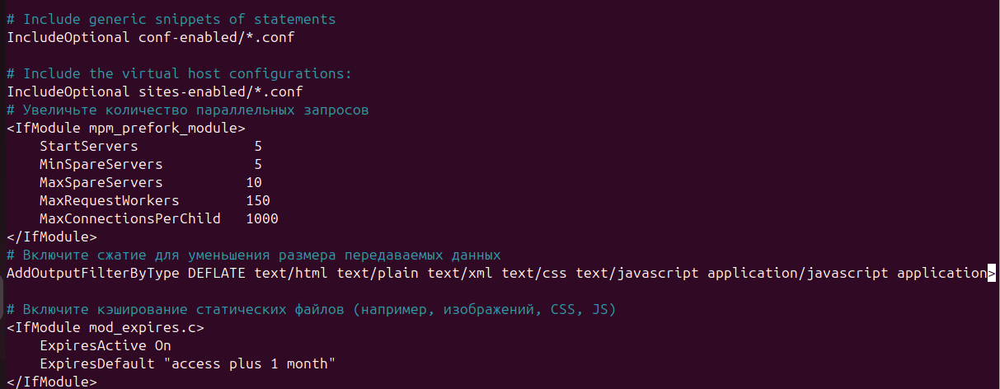 # Include generic snippets of statements
IncludeOptional conf-enabled/*.conf
# Include the virtual host configurations:
IncludeOptional sites-enabled/*.conf
# Увеличьте количество параллельных запросов
<IfModule mpm_prefork_module>
    StartServers              5
    MinSpareServers           5
    MaxSpareServers          10
    MaxRequestWorkers        150
    MaxConnectionsPerChild   1000
</IfModule>
# Включите сжатие для уменьшения размера передаваемых данных
AddOutputFilterByType DEFLATE text/html text/plain text/xml text/css text/javascript application/javascript application>
# Включите кэширование статических файлов (например, изображений, CSS, JS)
<IfModule mod_expires.c>
    ExpiresActive On
    ExpiresDefault "access plus 1 month"
</IfModule>